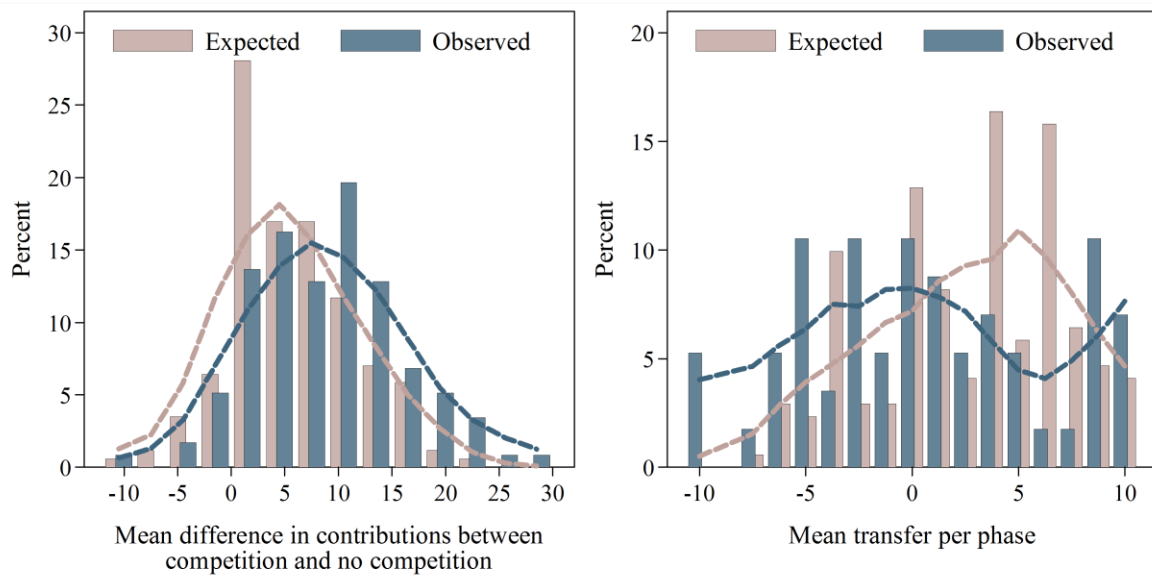 Expected
Observed
30
25
20
15
10
5
0
Percent
-10
-5
0
5
10
15
20
25
30
Mean difference in contributions between
competition and no competition
Expected
Observed
20
15
10
5
0
Percent
-10
-5
0
5
10
Mean transfer per phase